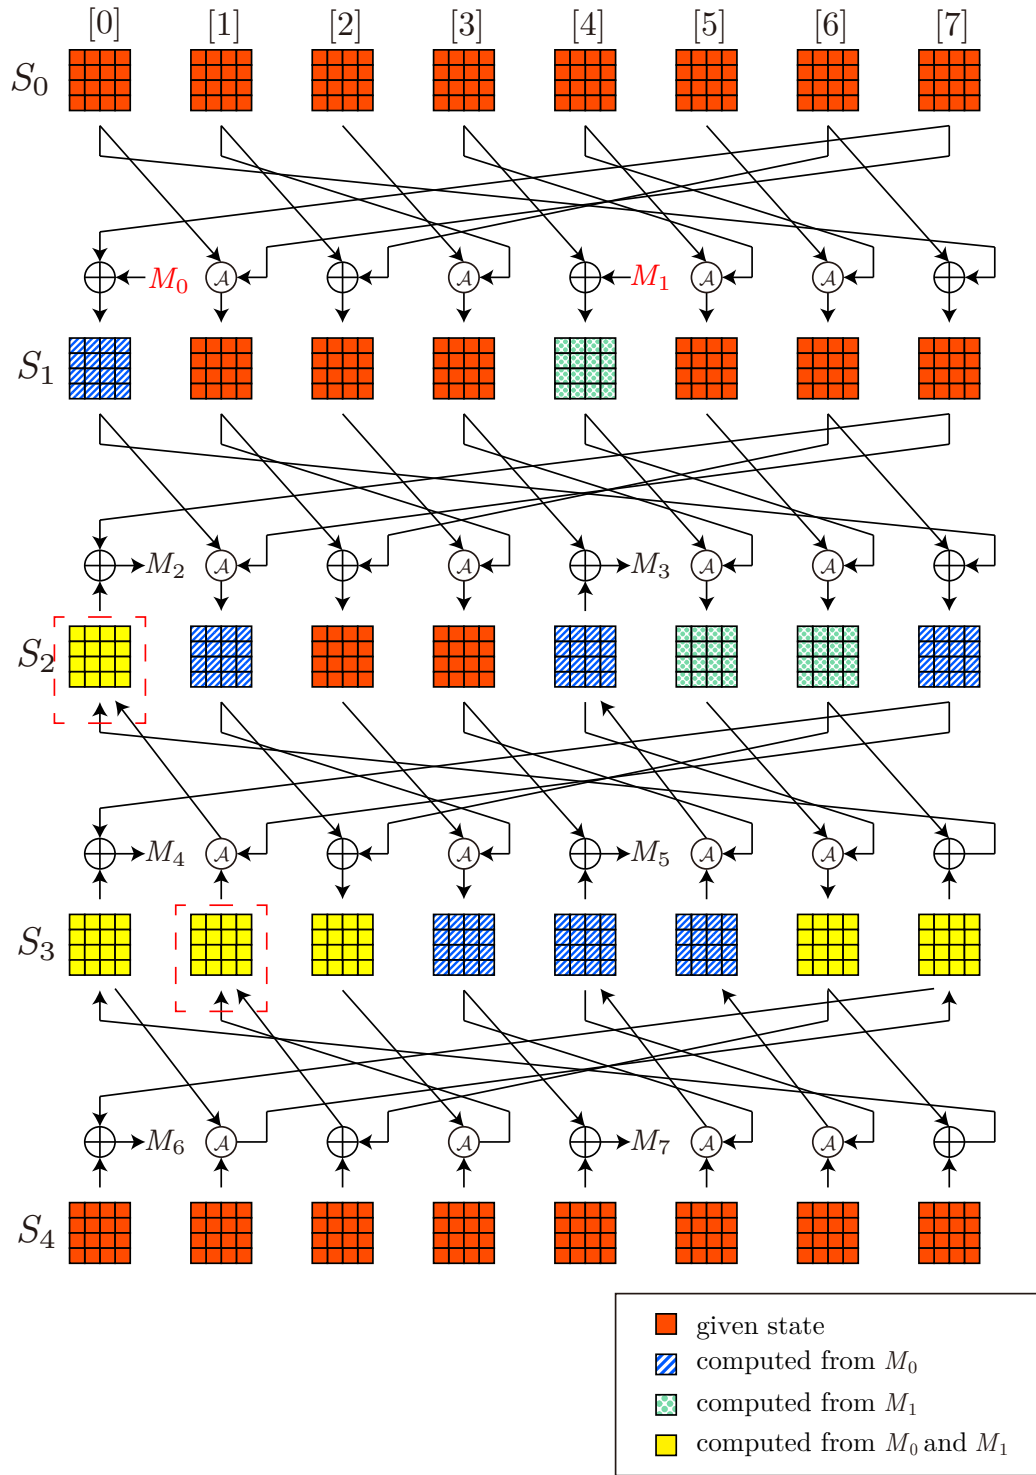 [0] [1] [2] [3] [4] [5] [6] [7]
S₀
M₀ A A M₁ A A
S₁
M₂ A A M₃ A A
S₂
M₄ A A M₅ A A
S₃
M₆ A A M₇ A A
S₄
given state
computed from M₀
computed from M₁
computed from M₀ and M₁